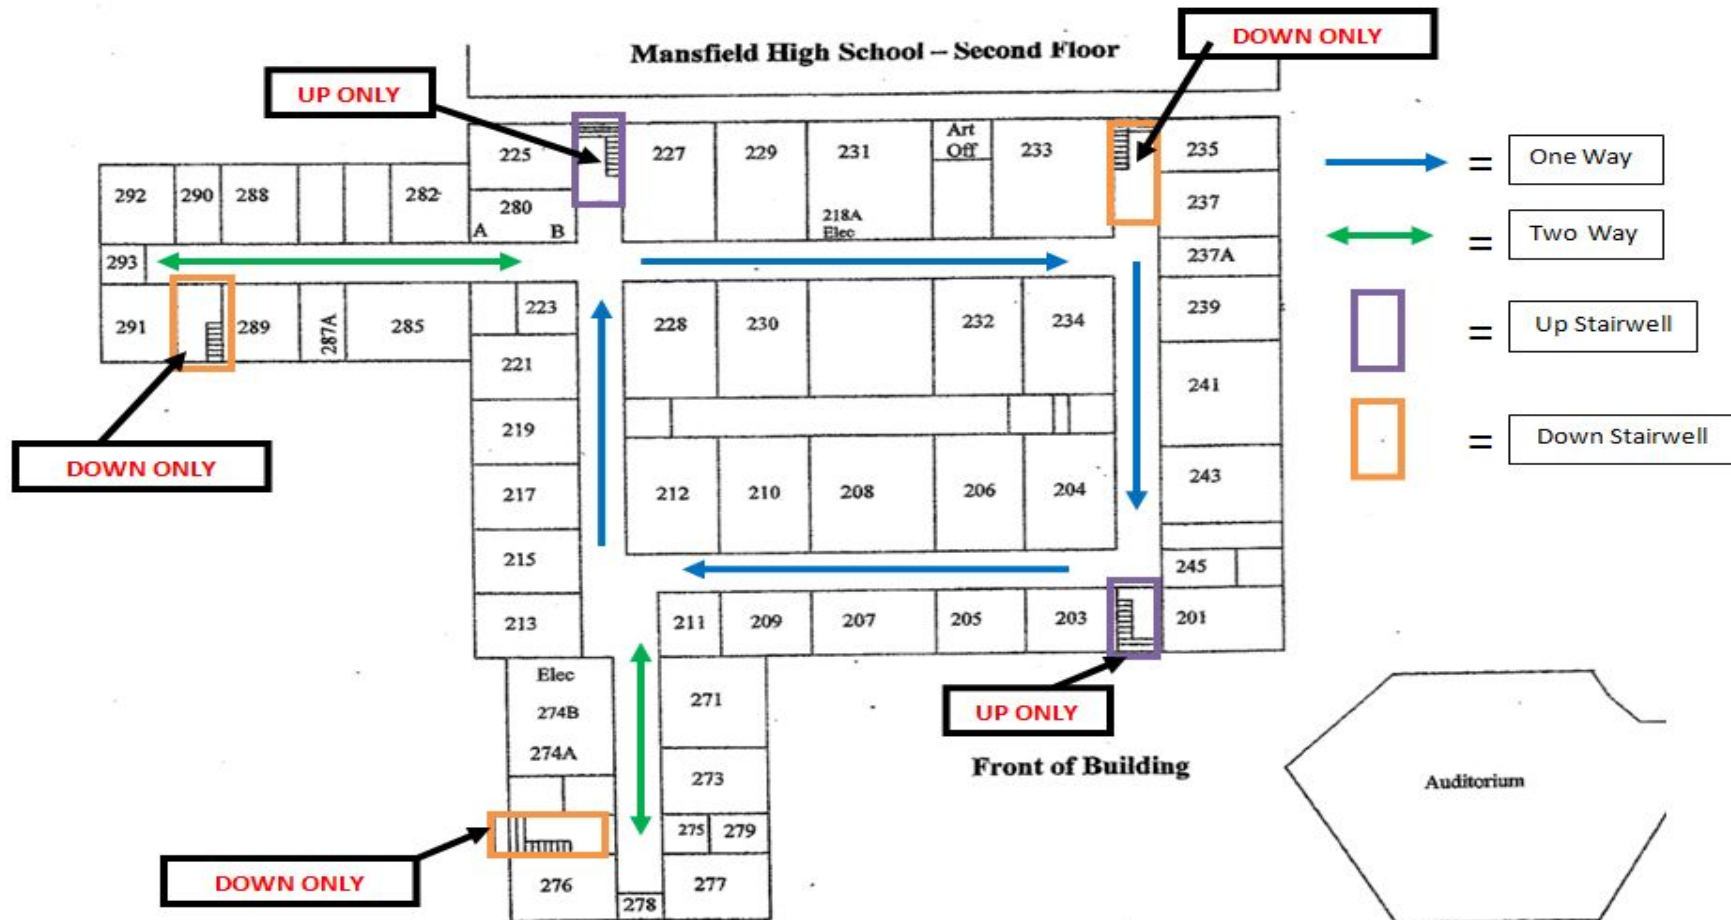 DOWN ONLY
Mansfield High School – Second Floor
UP ONLY
Art
Off
225
227
229
231
233
235
= One Way
292
290
288
282
280
A
B
218A
Elec
237
= Two Way
293
237A
291
289
287A
285
223
221
228
230
232
234
239
= Up Stairwell
241
219
DOWN ONLY
= Down Stairwell
217
212
210
208
206
204
243
215
245
213
211
209
207
205
203
201
Elec
274B
274A
271
UP ONLY
273
Front of Building
Auditorium
275
279
DOWN ONLY
276
277
278